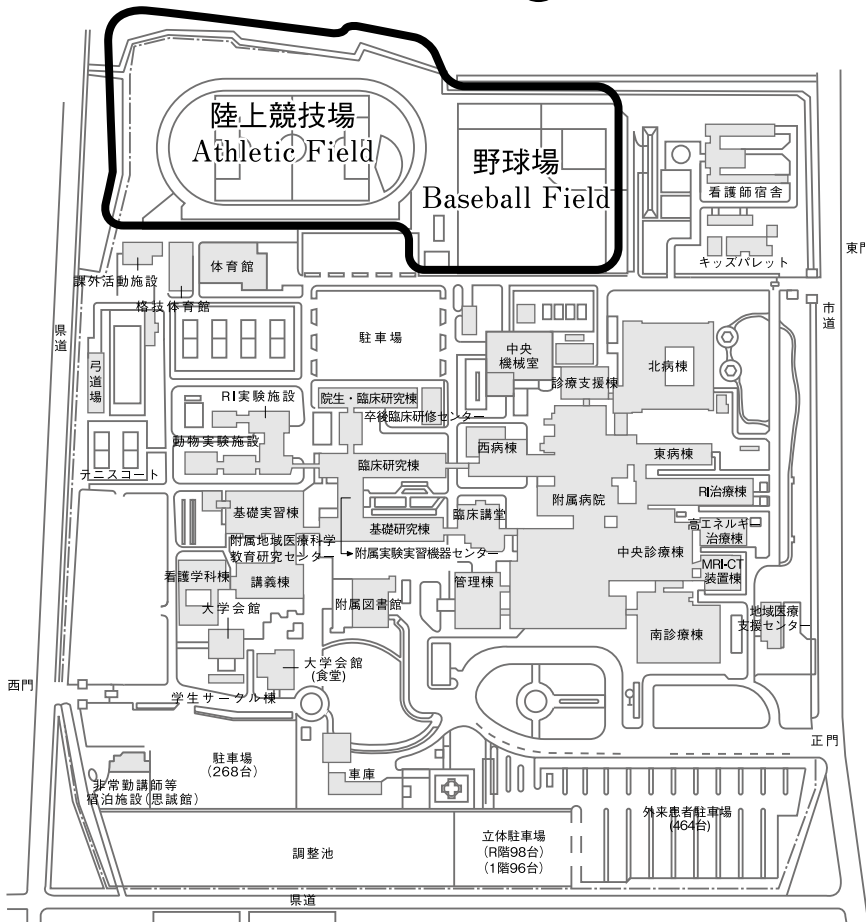 陸上競技場
Athletic Field
野球場
Baseball Field
看護師宿舎
東門
キッズパレット
体育館
課外活動施設
格技体育館
県道
市道
駐車場
中央
機械室
北病棟
弓道場
診療支援棟
RI実験施設
院生・臨床研究棟
卒後臨床研修センター
動物実験施設
西病棟
東病棟
臨床研究棟
テニスコート
RI治療棟
附属病院
基礎実習棟
臨床講堂
基礎研究棟
高エネルギー
治療棟
附属地域医療科学
教育研究センター
附属実験実習機器センター
中央診療棟
MRI-CT
装置棟
看護学科棟
講義棟
管理棟
大学会館
附属図書館
地域医療
支援センター
南診療棟
大学会館
(食堂)
西門
学生サークル棟
正門
駐車場
(268台)
車庫
非常勤講師等
宿泊施設(思誠館)
外来患者駐車場
(464台)
立体駐車場
(R階98台)
(1階96台)
調整池
県道